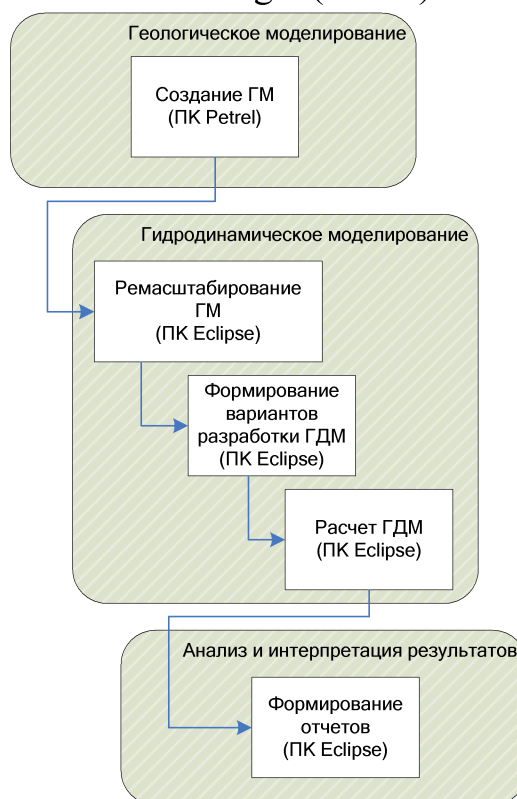 Геологическое моделирование
Создание ГМ
(ПК Petrel)
Гидродинамическое моделирование
Ремасштабирование
ГМ
(ПК Eclipse)
Формирование
вариантов
разработки ГДМ
(ПК Eclipse)
Расчет ГДМ
(ПК Eclipse)
Анализ и интерпретация результатов
Формирование
отчетов
(ПК Eclipse)